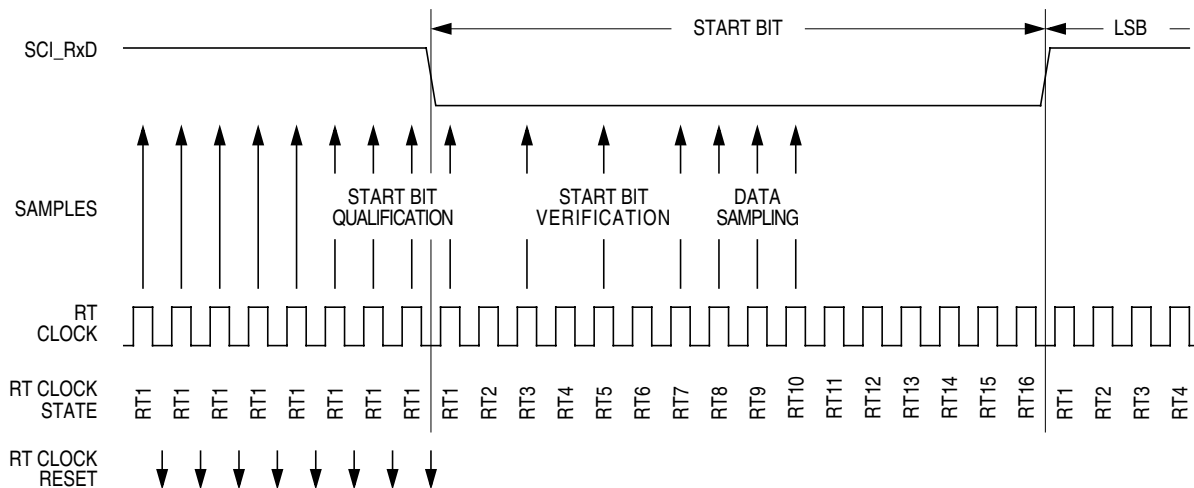 START BIT
LSB
SCI_RxD
SAMPLES
START BIT
QUALIFICATION
START BIT
VERIFICATION
DATA
SAMPLING
RT
CLOCK
RT CLOCK
STATE
RT1 RT1 RT1 RT1 RT1 RT1 RT1 RT1 RT1 RT2 RT3 RT4 RT5 RT6 RT7 RT8 RT9 RT10 RT11 RT12 RT13 RT14 RT15 RT16 RT1 RT2 RT3 RT4
RT CLOCK
RESET